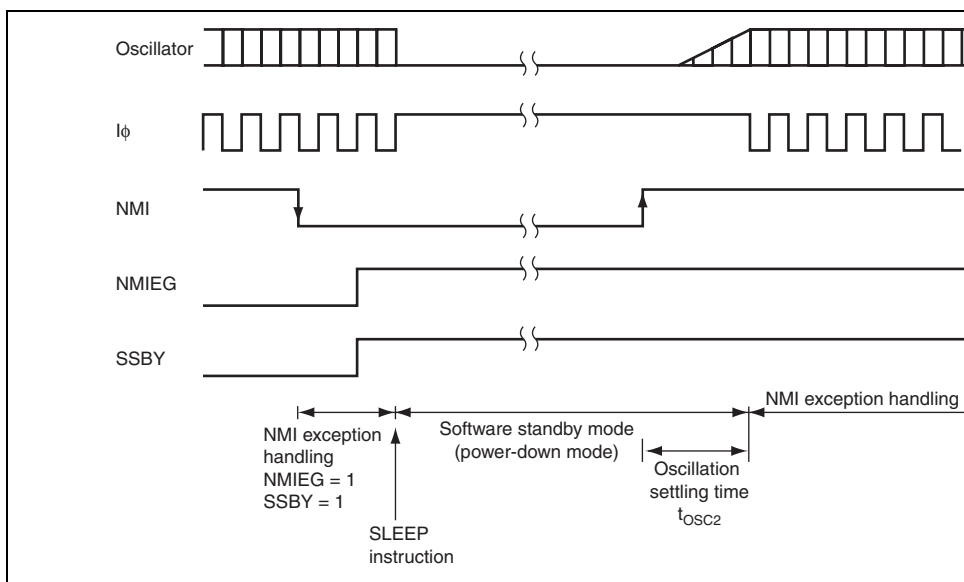 Oscillator
Iϕ
NMI
NMIEG
SSBY
NMI exception
handling
NMIEG = 1
SSBY = 1
SLEEP
instruction
Software standby mode
(power-down mode)
Oscillation
settling time
tOSC2
NMI exception handling